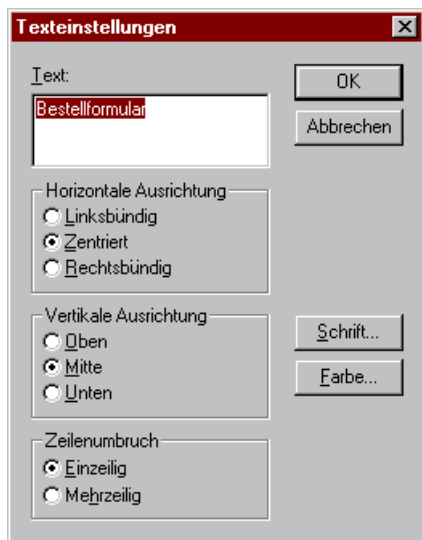 Texteinstellungen
Text:
Bestellformular
OK
Abbrechen
Horizontale Ausrichtung
Linksbündig
Zentriert
Rechtsbündig
Vertikale Ausrichtung
Oben
Mitte
Unten
Schrift...
Farbe...
Zeilenumbruch
Einzeilig
Mehrzeilig